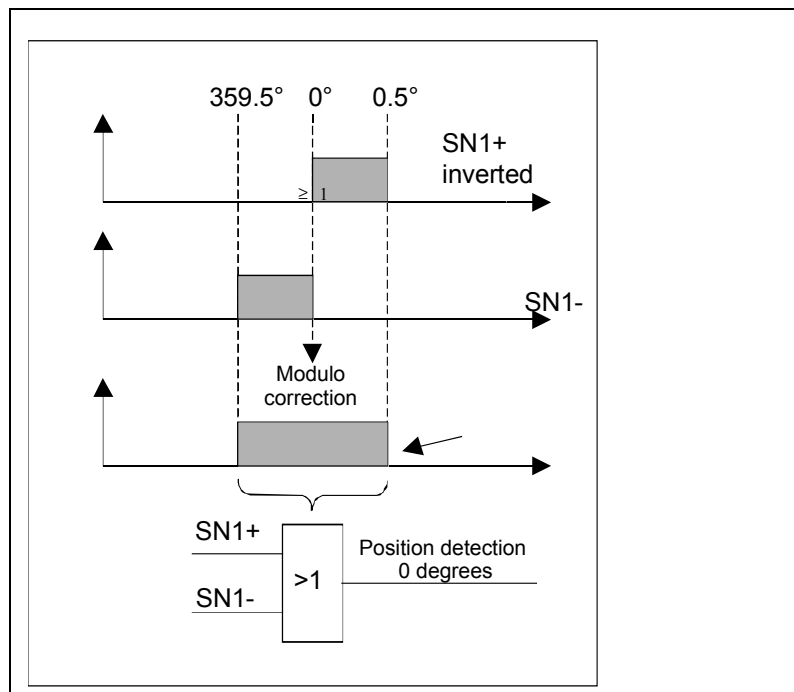 359.5° 0° 0.5°
SN1+
inverted
≥ 1
SN1-
Modulo
correction
SN1+
Position detection
>1
0 degrees
SN1-